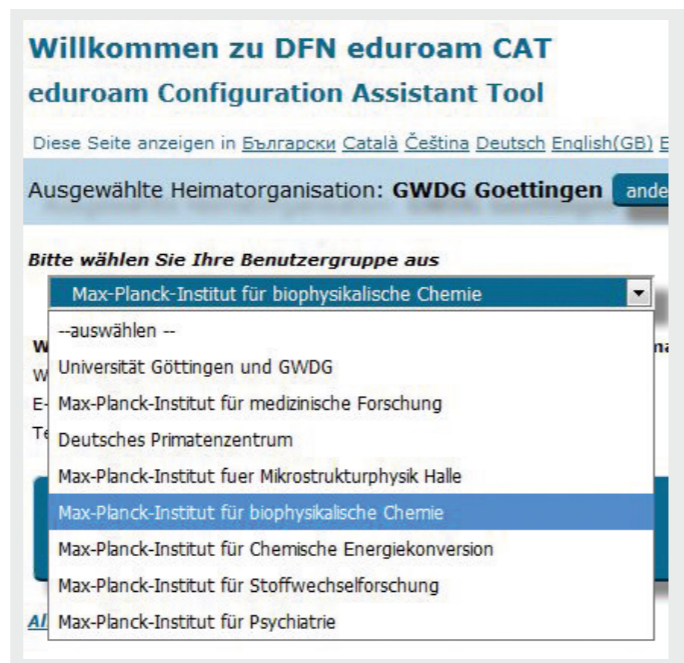 Willkommen zu DFN eduroam CAT
eduroam Configuration Assistant Tool
Diese Seite anzeigen in Български Català Čeština Deutsch English(GB) E
Ausgewählte Heimatorganisation: GWDG Goettingen ande
Bitte wählen Sie Ihre Benutzergruppe aus
Max-Planck-Institut für biophysikalische Chemie
--auswählen --
Universität Göttingen und GWDG
Max-Planck-Institut für medizinische Forschung
Deutsches Primatenzentrum
Max-Planck-Institut fuer Mikrostrukturphysik Halle
Max-Planck-Institut für biophysikalische Chemie
Max-Planck-Institut für Chemische Energiekonversion
Max-Planck-Institut für Stoffwechselforschung
Max-Planck-Institut für Psychiatrie